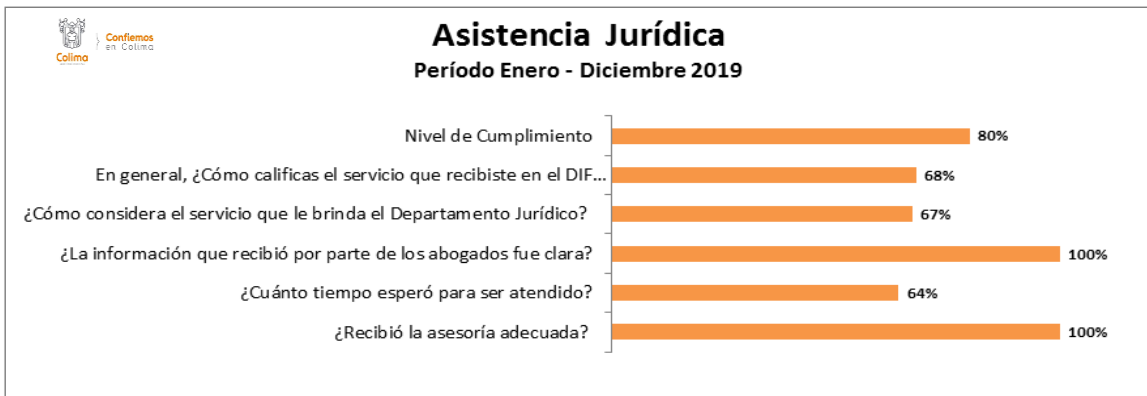 Colima
Confiemos
en Colima
Asistencia Jurídica
Período Enero - Diciembre 2019
Nivel de Cumplimiento
80%
En general, ¿Cómo calificas el servicio que recibiste en el DIF...
68%
¿Cómo considera el servicio que le brinda el Departamento Jurídico?
67%
¿La información que recibió por parte de los abogados fue clara?
100%
¿Cuánto tiempo esperó para ser atendido?
64%
¿Recibió la asesoría adecuada?
100%